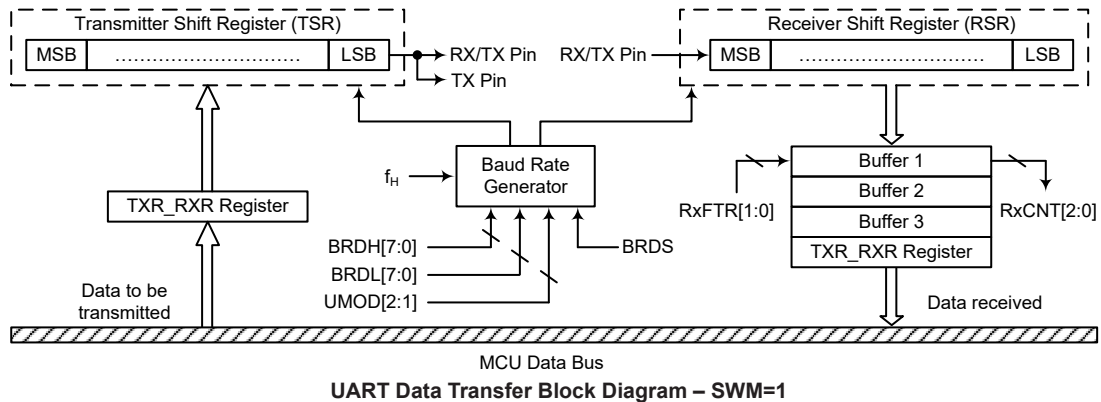 Transmitter Shift Register (TSR)
MSB ............................ LSB
RX/TX Pin
TX Pin
Receiver Shift Register (RSR)
RX/TX Pin
MSB ............................ LSB
TXR_RXR Register
Data to be
transmitted
fH
Baud Rate
Generator
BRDH[7:0]
BRDL[7:0]
UMOD[2:1]
BRDS
Buffer 1
Buffer 2
Buffer 3
TXR_RXR Register
RxFTR[1:0]
RxCNT[2:0]
Data received
MCU Data Bus
UART Data Transfer Block Diagram – SWM=1